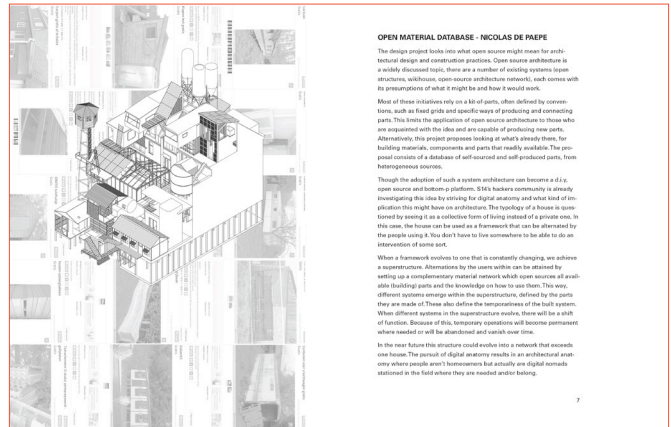 OPEN MATERIAL DATABASE - NICOLAS DE PAEPE
The design project looks into what open source might mean for archi-
tectural design and construction practices. Open source architecture is
a widely discussed topic, there are a number of existing systems (open
structures, wikihouse, open-source architecture network), each comes with
its presumptions of what it might be and how it would work.
Most of these initiatives rely on a kit-of-parts, often defined by conven-
tions, such as fixed grids and specific ways of producing and connecting
parts. This limits the application of open source architecture to those who
are acquainted with the idea and are capable of producing new parts.
Alternatively, this project proposes looking at what's already there, for
building materials, components and parts that readily available. The pro-
posal consists of a database of self-sourced and self-produced parts, from
heterogeneous sources.
Though the adoption of such a system architecture can become a d.i.y,
open source and bottom-p platform. S14's hackers community is already
investigating this idea by striving for digital anatomy and what kind of im-
plication this might have on architecture. The typology of a house is ques-
tioned by seeing it as a collective form of living instead of a private one. In
this case, the house can be used as a framework that can be alternated by
the people using it. You don't have to live somewhere to be able to do an
intervention of some sort.
When a framework evolves to one that is constantly changing, we achieve
a superstructure. Alternations by the users within can be attained by
setting up a complementary material network which open sources all avail-
able (building) parts and the knowledge on how to use them. This way,
different systems emerge within the superstructure, defined by the parts
they are made of. These also define the temporariness of the built system.
When different systems in the superstructure evolve, there will be a shift
of function. Because of this, temporary operations will become permanent
where needed or will be abandoned and vanish over time.
In the near future this structure could evolve into a network that exceeds
one house. The pursuit of digital anatomy results in an architectural anat-
omy where people aren't homeowners but actually are digital nomads
stationed in the field where they are needed and/or belong.
7